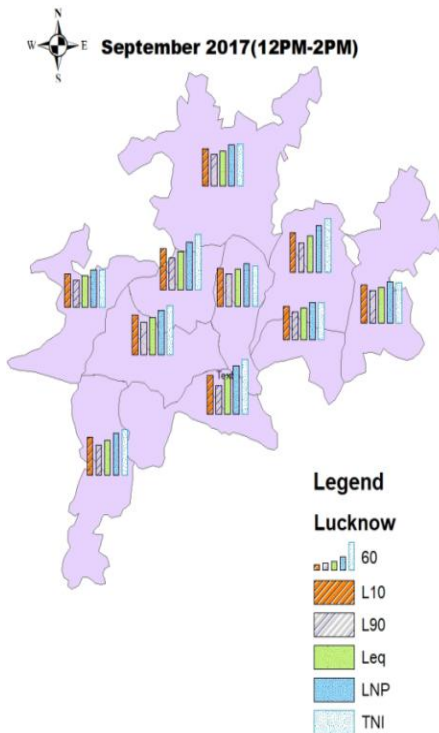 N
W E
S
September 2017(12PM-2PM)
Legend
Lucknow
60
L10
L90
Leq
LNP
TNI